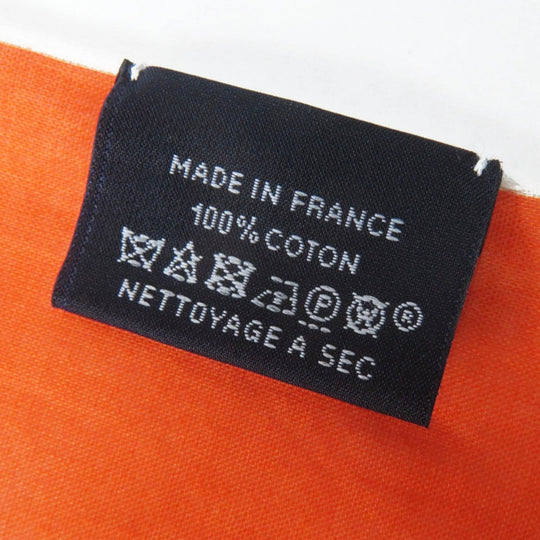 MADE IN FRANCE
100% COTON
P W ®
NETTOYAGE A SEC